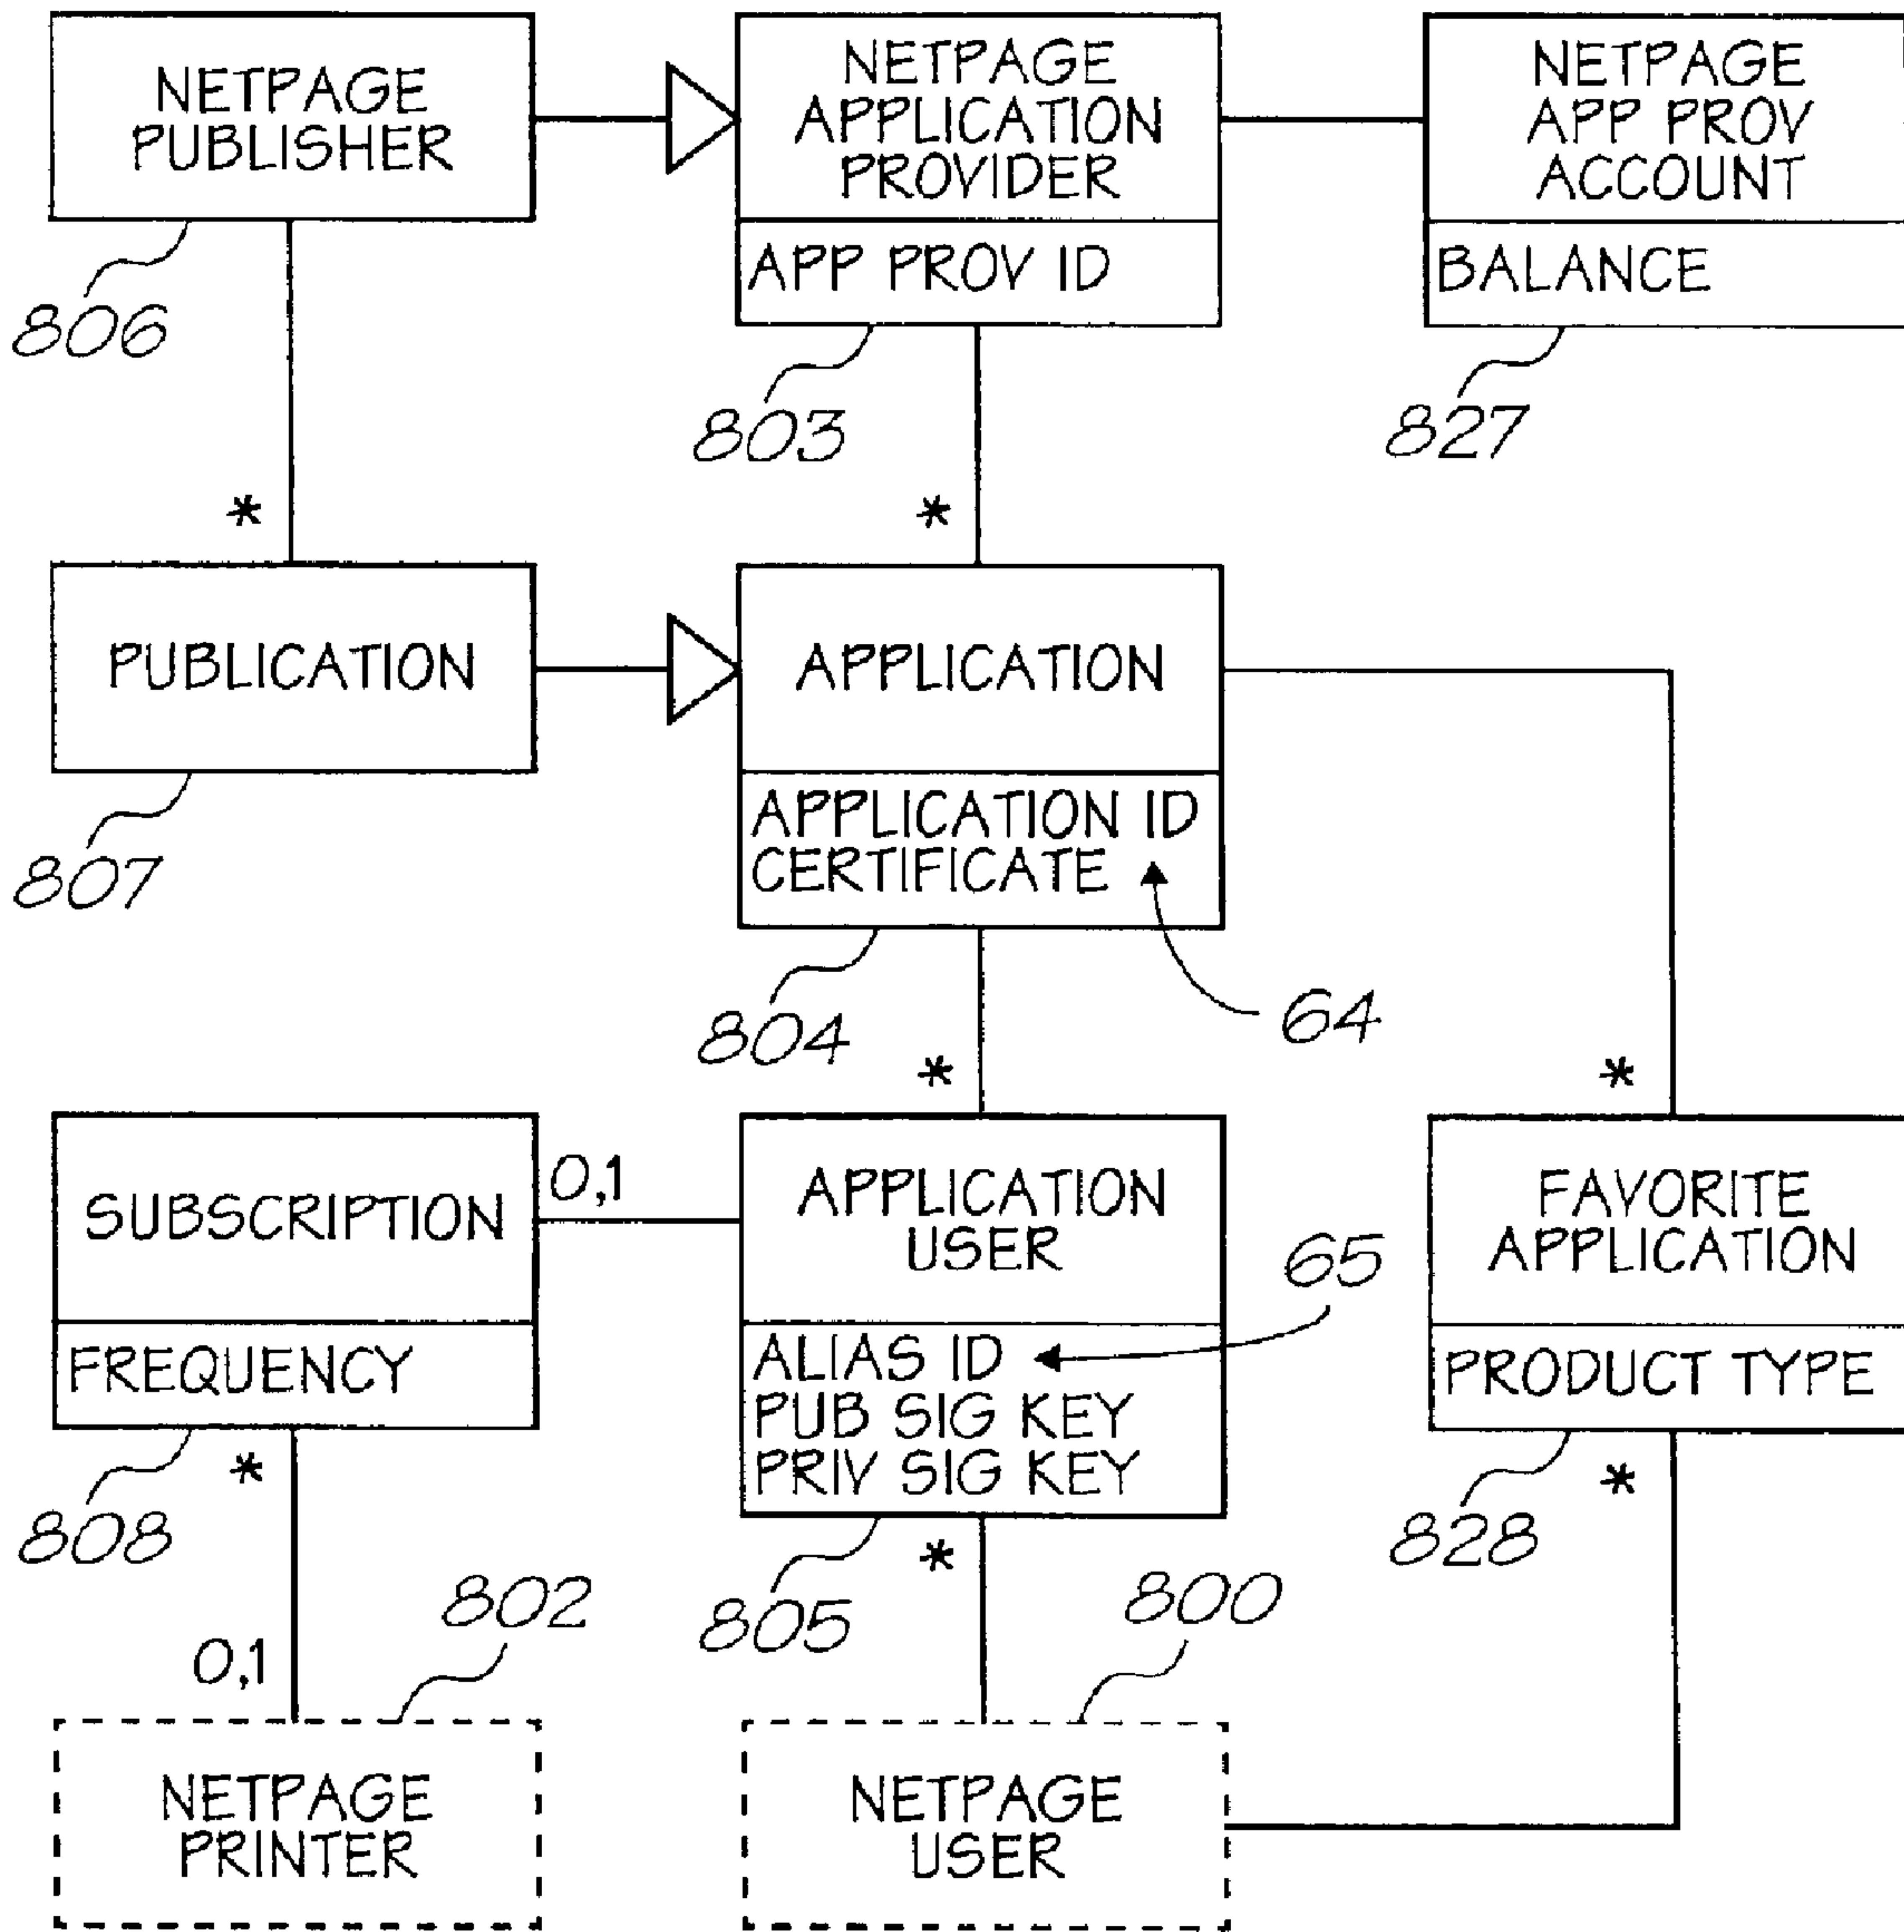 NETPAGE
PUBLISHER
NETPAGE
APPLICATION
PROVIDER
APP PROV ID
NETPAGE
APP PROV
ACCOUNT
BALANCE
806
803
827
*
*
PUBLICATION
APPLICATION
APPLICATION ID
CERTIFICATE
807
804
64
*
*
SUBSCRIPTION
FREQUENCY
0,1
APPLICATION
USER
ALIAS ID
PUB SIG KEY
PRIV SIG KEY
65
FAVORITE
APPLICATION
PRODUCT TYPE
808
*
805
*
828
*
802
800
0,1
NETPAGE
PRINTER
NETPAGE
USER